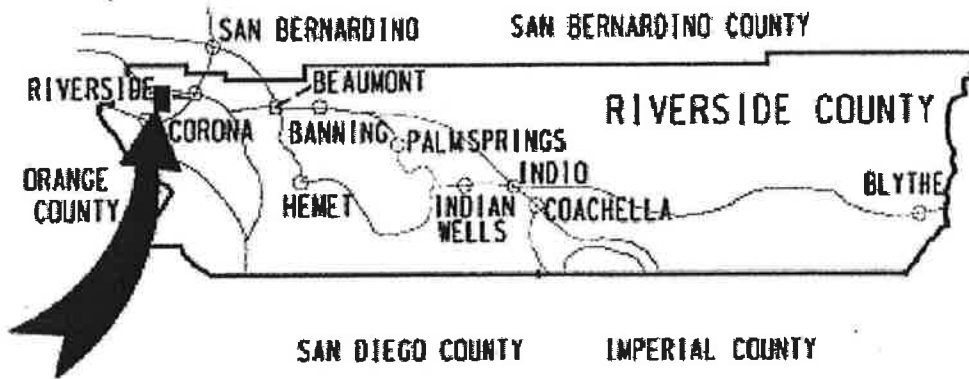 SAN BERNARDINO
SAN BERNARDINO COUNTY
RIVERSIDE
BEAUMONT
RIVERSIDE COUNTY
CORONA
BANNING
PALMSPRINGS
ORANGE
COUNTY
HEMET
INDIAN
WELLS
INDIO
COACHELLA
BLYTHE
SAN DIEGO COUNTY
IMPERIAL COUNTY